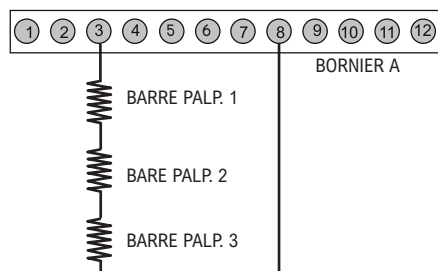 1 2 3 4 5 6 7 8 9 10 11 12
BORNIER A
BARRE PALP. 1
BARE PALP. 2
BARRE PALP. 3